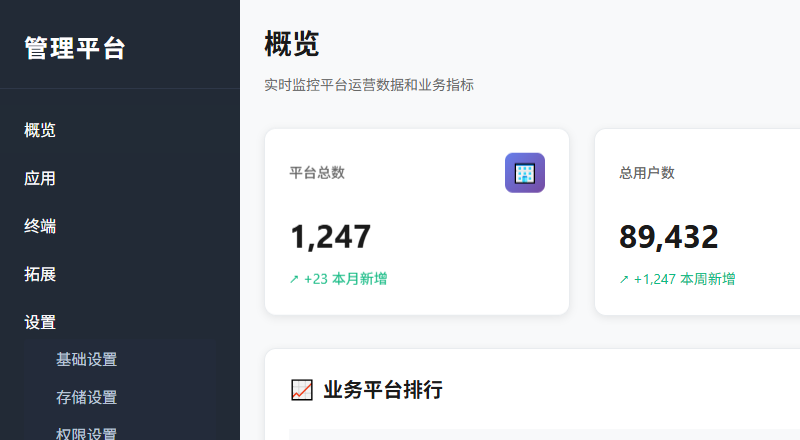 管理平台
概览
应用
终端
拓展
设置
基础设置
存储设置
权限设置
概览
实时监控平台运营数据和业务指标
平台总数
1,247
↗ +23 本月新增
总用户数
89,432
↗ +1,247 本周新增
业务平台排行